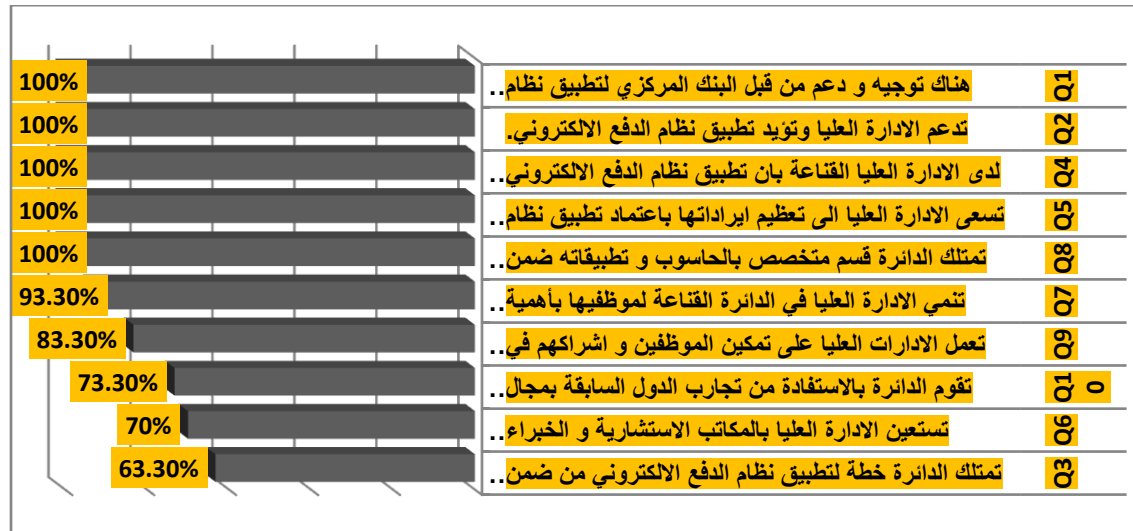 Q1 هناك توجيه و دعم من قبل البنك المركزي لتطبيق نظام.. 100%
Q2 تدعم الادارة العليا وتؤيد تطبيق نظام الدفع الالكتروني. 100%
Q4 لدى الادارة العليا القناعة بان تطبيق نظام الدفع الالكتروني.. 100%
Q5 تسعى الادارة العليا الى تعظيم ايراداتها باعتماد تطبيق نظام.. 100%
Q8 تمتلك الدائرة قسم متخصص بالحاسوب و تطبيقاته ضمن.. 100%
Q7 تنمي الادارة العليا في الدائرة القناعة لموظفيها بأهمية.. 93.30%
Q9 تعمل الادارات العليا على تمكين الموظفين و اشراكهم في.. 83.30%
Q10 تقوم الدائرة بالاستفادة من تجارب الدول السابقة بمجال.. 73.30%
Q6 تستعين الادارة العليا بالمكاتب الاستشارية و الخبراء.. 70%
Q3 تمتلك الدائرة خطة لتطبيق نظام الدفع الالكتروني من ضمن.. 63.30%